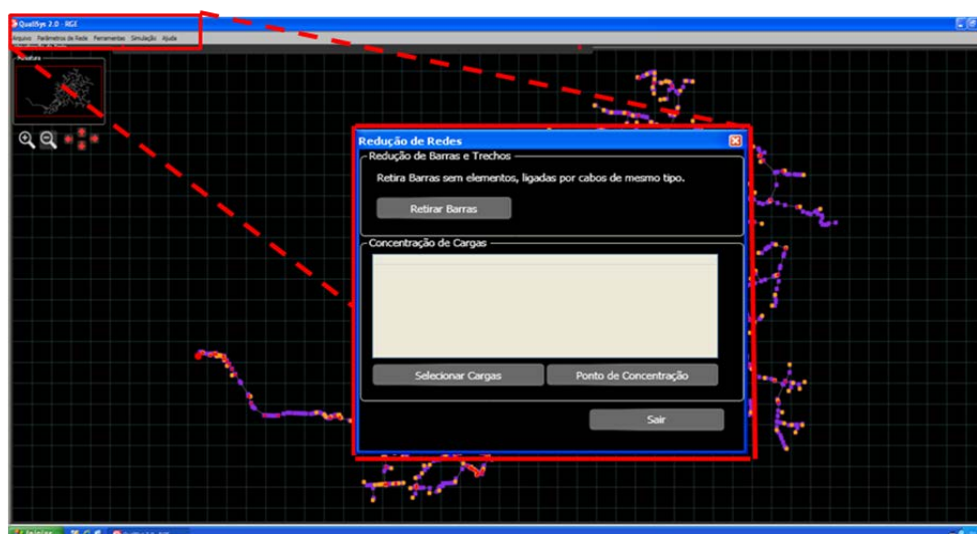 QualiSys 2.0 - RGE
Arquivo Parâmetros da Rede Ferramentas Simulação Ajuda
Redução de Redes
Redução de Barras e Trechos
Retira Barras sem elementos, ligadas por cabos de mesmo tipo.
Retirar Barras
Concentração de Cargas
Selecionar Cargas Ponto de Concentração
Sair
Iniciar